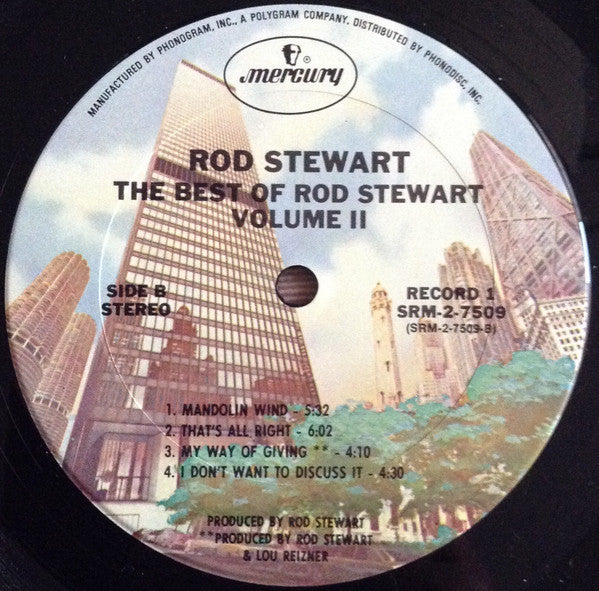 MANUFACTURED BY PHONOGRAM, INC., A POLYGRAM COMPANY. DISTRIBUTED BY PHONODISC, INC.
mercury ®
ROD STEWART
THE BEST OF ROD STEWART
VOLUME II
SIDE B
STEREO
RECORD 1
SRM-2-7509
(SRM-2-7509-B)
1. MANDOLIN WIND - 5:32
2. THAT'S ALL RIGHT - 6:02
3. MY WAY OF GIVING ** - 4:10
4. I DON'T WANT TO DISCUSS IT - 4:30
PRODUCED BY ROD STEWART
**PRODUCED BY ROD STEWART
& LOU REIZNER